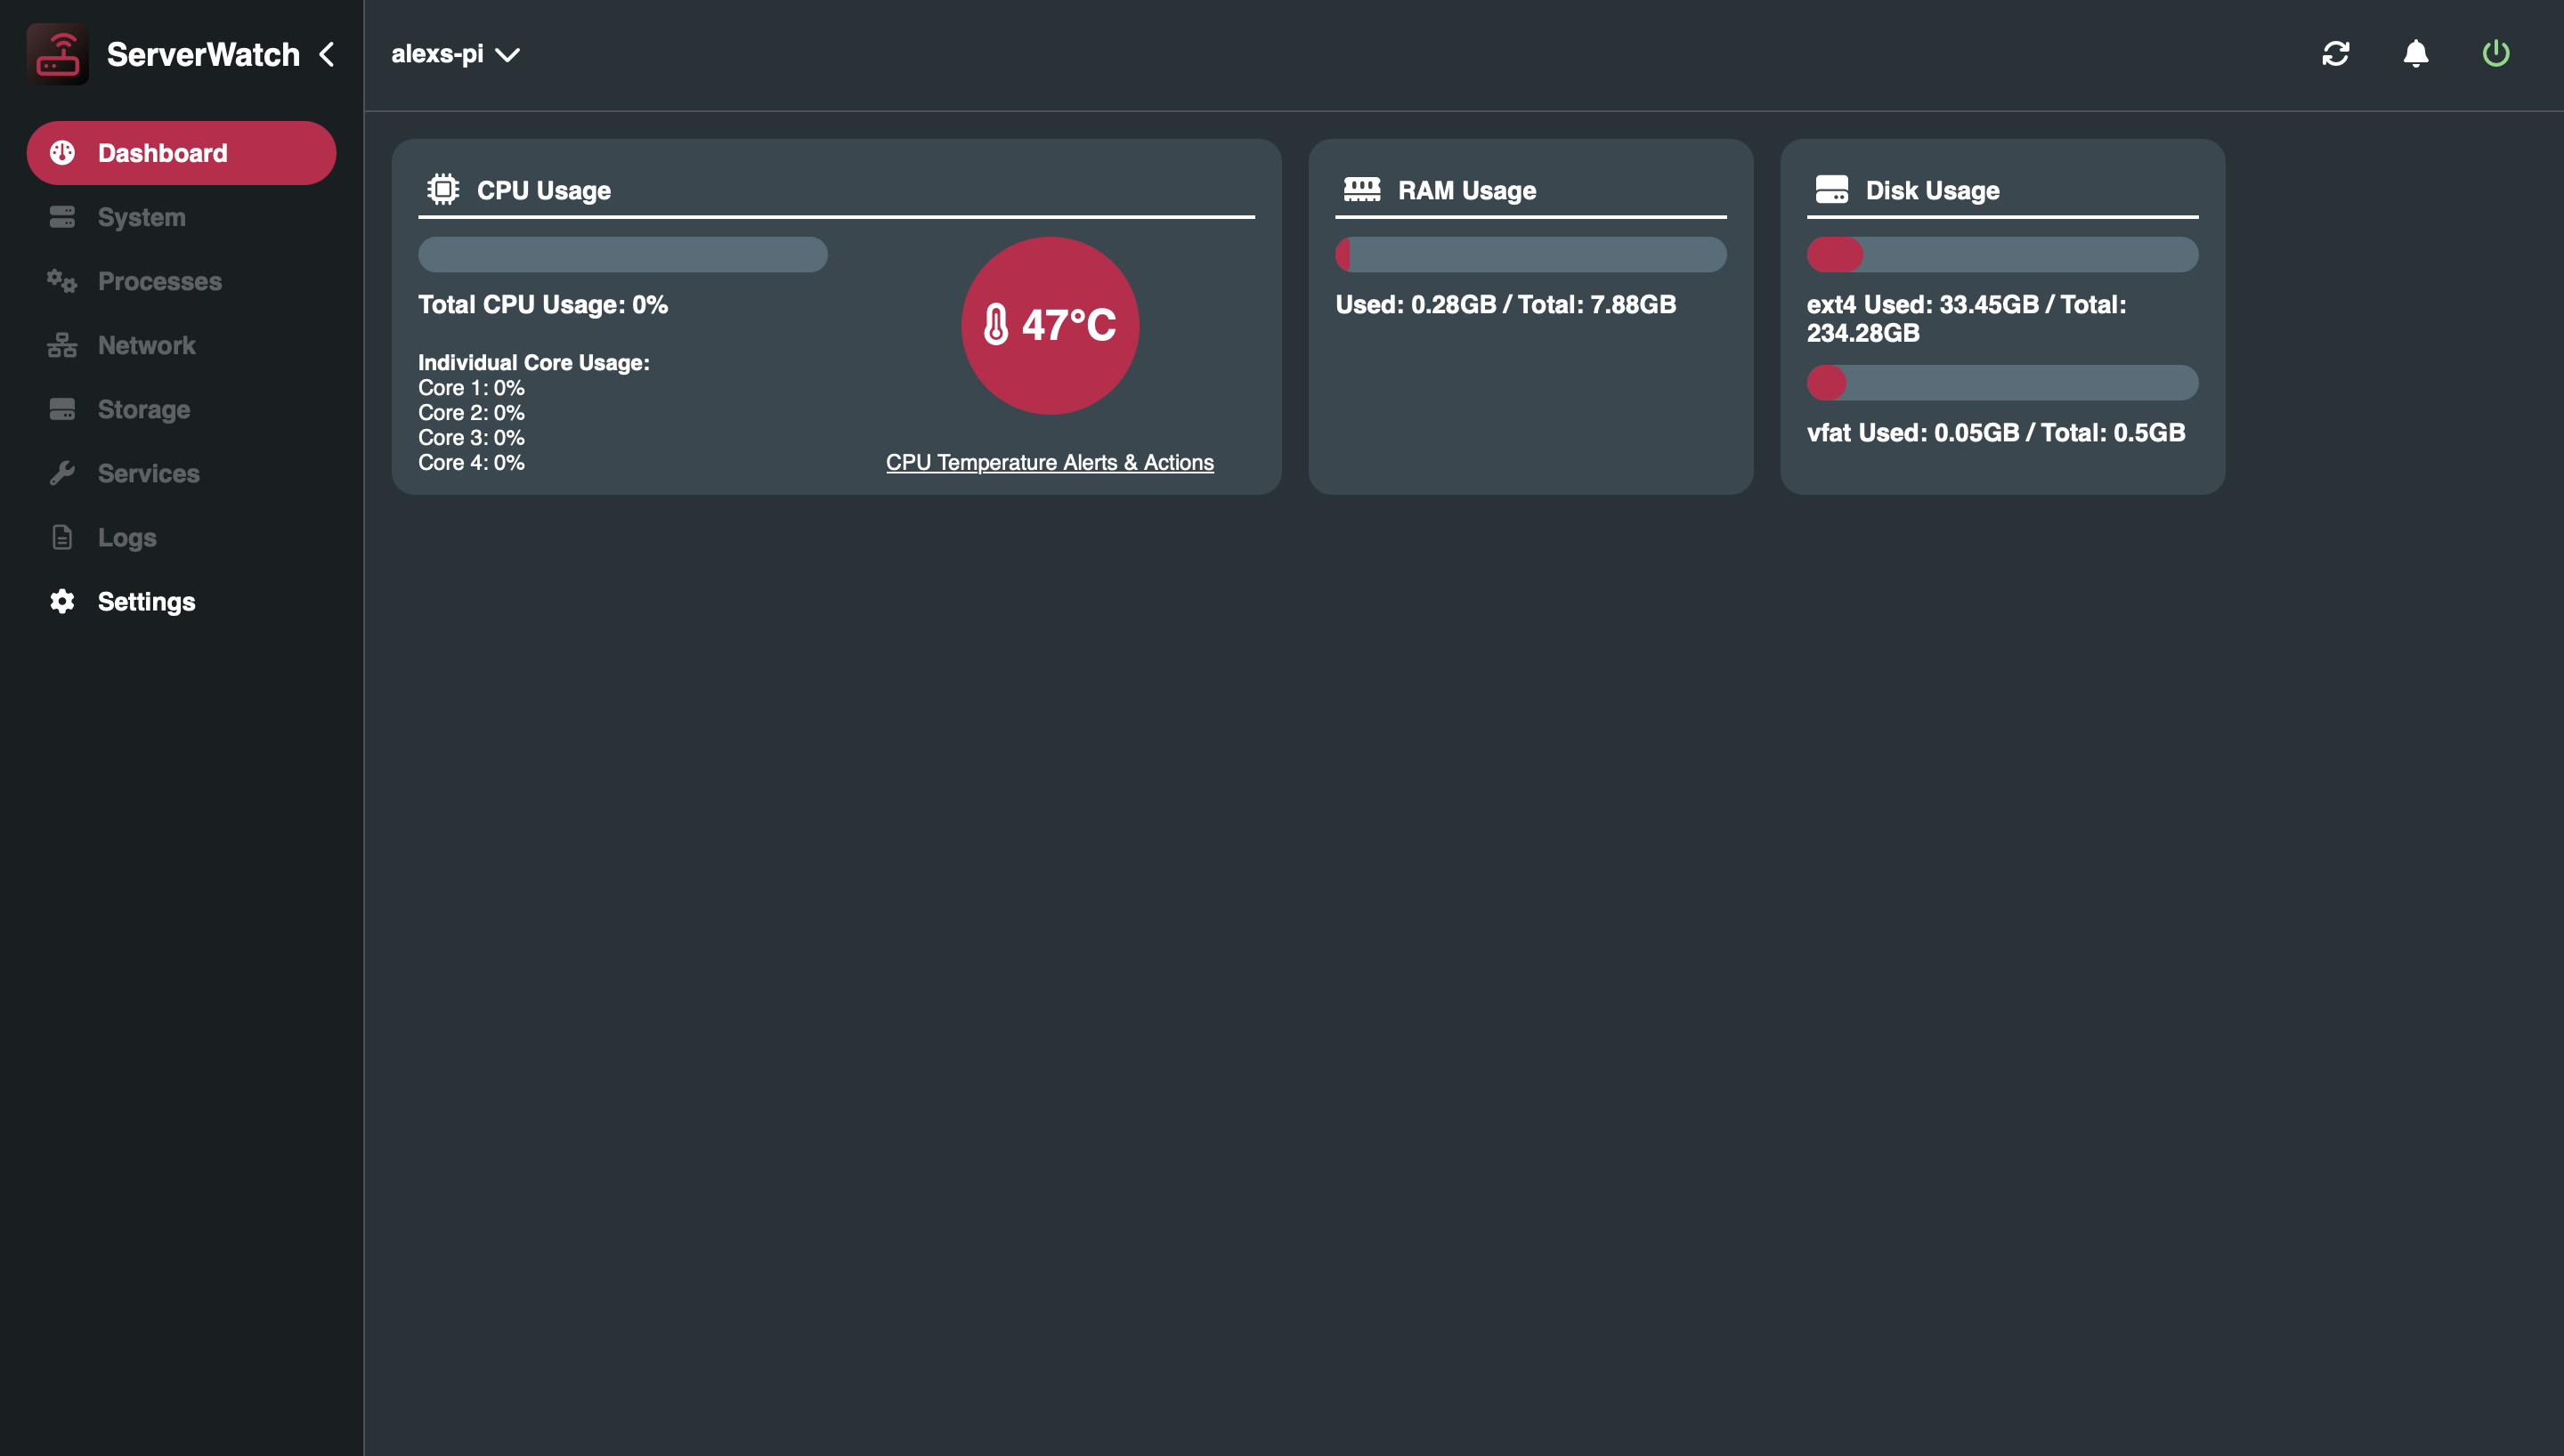 ServerWatch
Dashboard
System
Processes
Network
Storage
Services
Logs
Settings
alexs-pi
CPU Usage
Total CPU Usage: 0%
Individual Core Usage:
Core 1: 0%
Core 2: 0%
Core 3: 0%
Core 4: 0%
47°C
CPU Temperature Alerts & Actions
RAM Usage
Used: 0.28GB / Total: 7.88GB
Disk Usage
ext4 Used: 33.45GB / Total:
234.28GB
vfat Used: 0.05GB / Total: 0.5GB